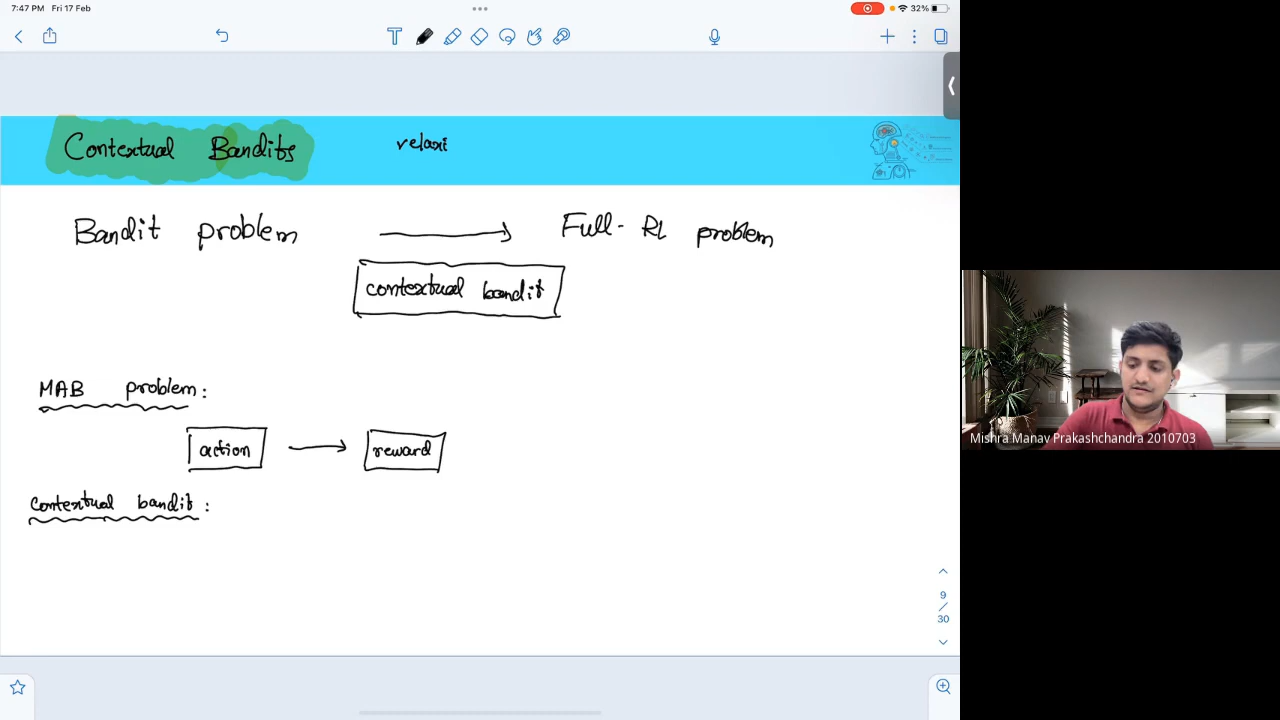 7:47 PM Fri 17 Feb
32%
Contextual Bandits relaxi
Bandit problem Full-RL problem
contextual bandit
MAB problem:
action reward
contextual bandit:
9
/
30
Mishra Manav Prakashchandra 2010703